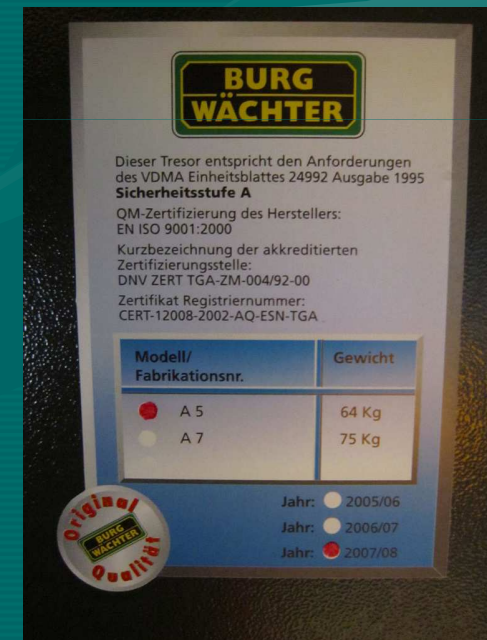 BURG
WÄCHTER
Dieser Tresor entspricht den Anforderungen
des VDMA Einheitsblattes 24992 Ausgabe 1995
Sicherheitsstufe A
QM-Zertifizierung des Herstellers:
EN ISO 9001:2000
Kurzbezeichnung der akkreditierten
Zertifizierungsstelle:
DNV ZERT TGA-ZM-004/92-00
Zertifikat Registriernummer:
CERT-12008-2002-AQ-ESN-TGA
Modell/ Gewicht
Fabrikationsnr.
A 5 64 Kg
A 7 75 Kg
Jahr: 2005/06
Jahr: 2006/07
Jahr: 2007/08
Original
BURG
WÄCHTER
Qualität